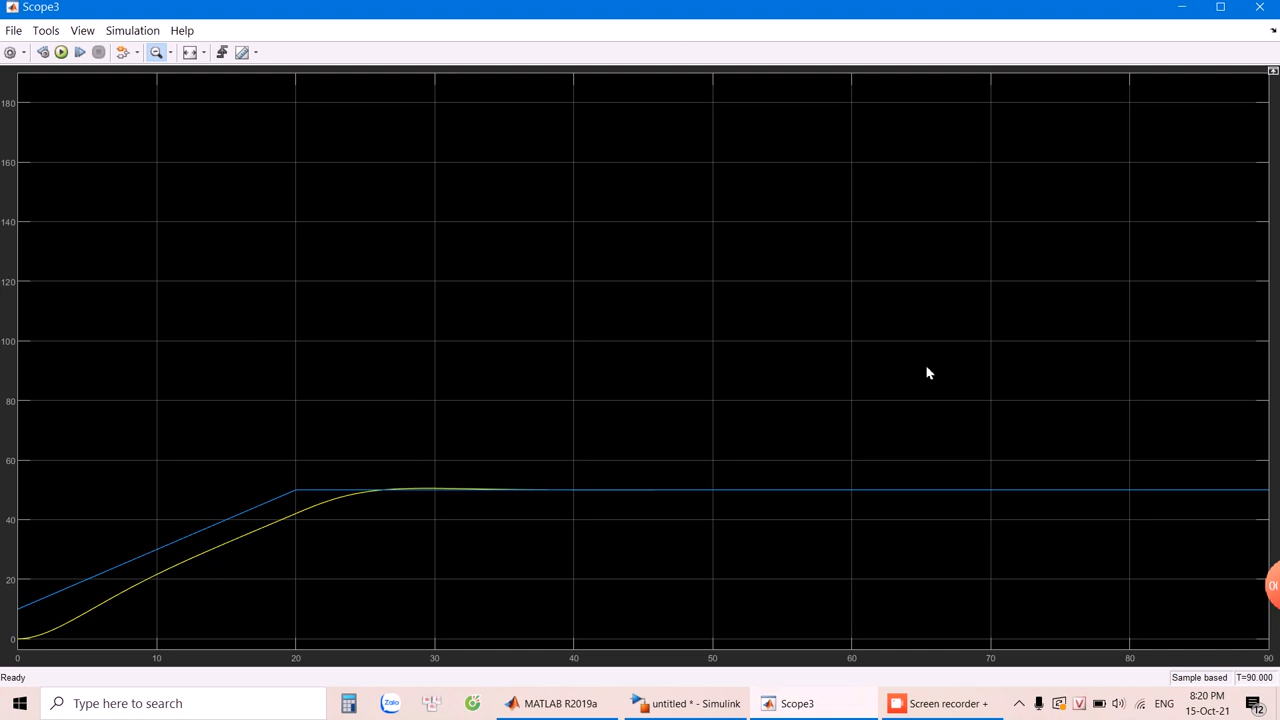 Scope3
File Tools View Simulation Help
180
160
140
120
100
80
60
40
20
0
0 10 20 30 40 50 60 70 80 90
00
Ready
Sample based T=90.000
Type here to search
Zalo
MATLAB R2019a
untitled * - Simulink
Scope3
Screen recorder +
V
ENG
8:20 PM
15-Oct-21
12